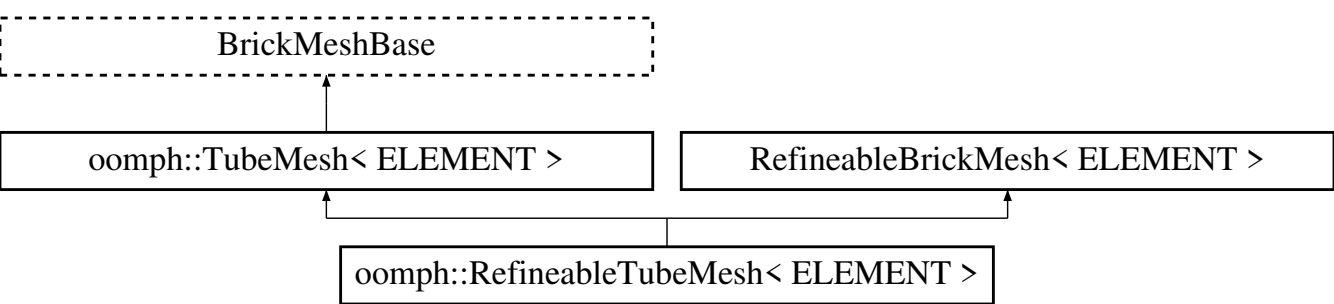 BrickMeshBase
oomph::TubeMesh< ELEMENT >
RefineableBrickMesh< ELEMENT >
oomph::RefineableTubeMesh< ELEMENT >